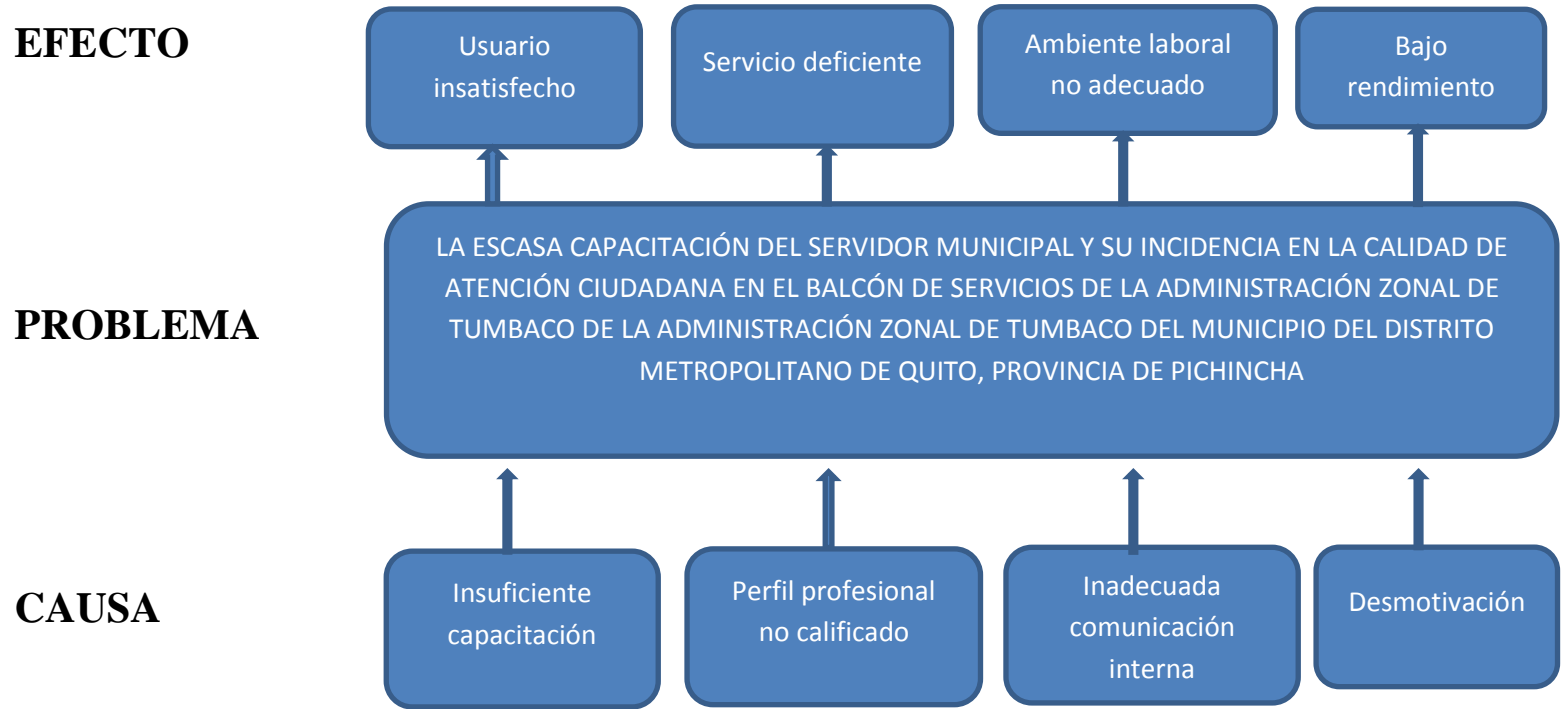 EFECTO
Usuario
insatisfecho
Servicio deficiente
Ambiente laboral
no adecuado
Bajo
rendimiento
PROBLEMA
LA ESCASA CAPACITACIÓN DEL SERVIDOR MUNICIPAL Y SU INCIDENCIA EN LA CALIDAD DE
ATENCIÓN CIUDADANA EN EL BALCÓN DE SERVICIOS DE LA ADMINISTRACIÓN ZONAL DE
TUMBACO DE LA ADMINISTRACIÓN ZONAL DE TUMBACO DEL MUNICIPIO DEL DISTRITO
METROPOLITANO DE QUITO, PROVINCIA DE PICHINCHA
CAUSA
Insuficiente
capacitación
Perfil profesional
no calificado
Inadecuada
comunicación
interna
Desmotivación